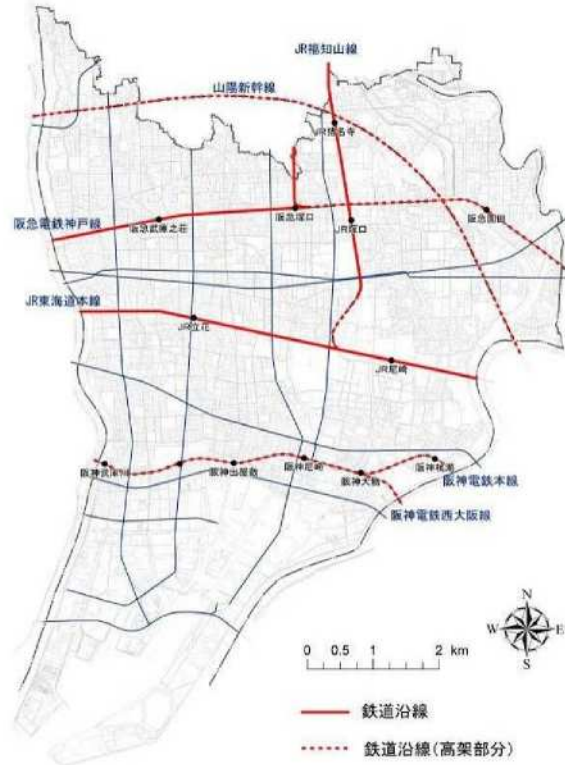 JR福知山線
山陽新幹線
JR猪名寺
阪急電鉄神戸線
阪急武庫之荘
阪急塚口
JR塚口
阪急園田
JR東海道本線
JR立花
JR尼崎
阪神武庫川
阪神出屋敷
阪神尼崎
阪神大物
阪神杭瀬
阪神電鉄本線
阪神電鉄西大阪線
N
W
E
S
0 0.5 1 2 km
鉄道沿線
鉄道沿線(高架部分)